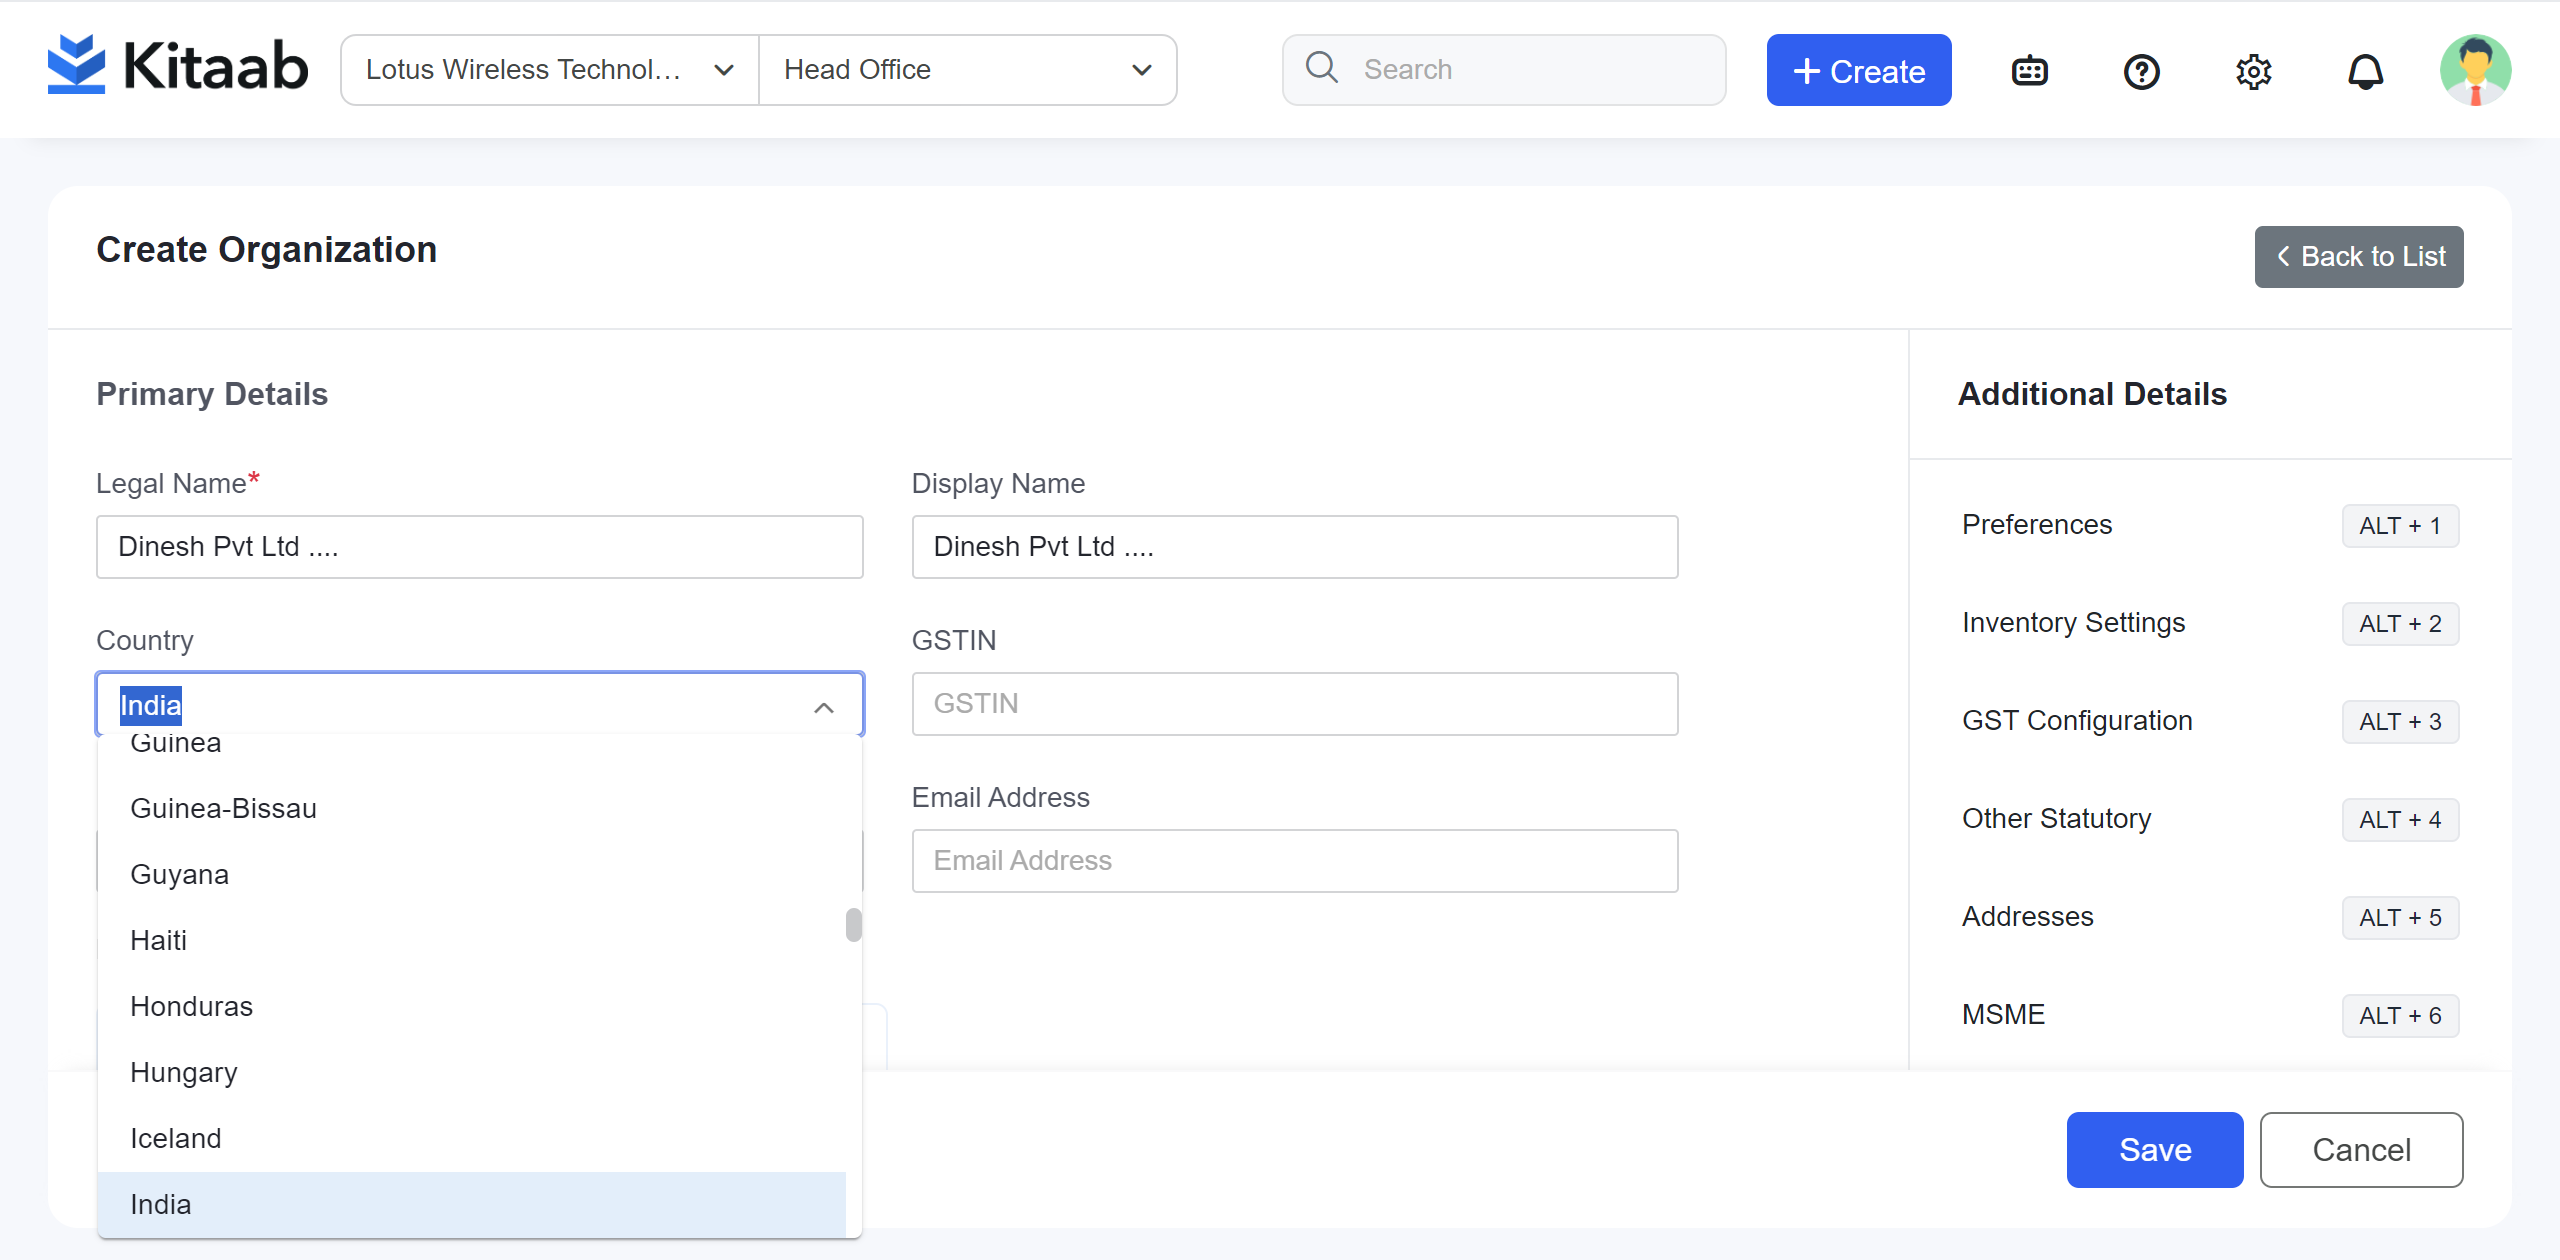 Kitaab
Lotus Wireless Technol...
Head Office
Search
+ Create
Create Organization
Back to List
Primary Details
Additional Details
Legal Name*
Display Name
Dinesh Pvt Ltd ....
Dinesh Pvt Ltd ....
Preferences
ALT + 1
Country
GSTIN
Inventory Settings
ALT + 2
India
GSTIN
GST Configuration
ALT + 3
Guinea
Guinea-Bissau
Email Address
Other Statutory
ALT + 4
Guyana
Email Address
Haiti
Addresses
ALT + 5
Honduras
MSME
ALT + 6
Hungary
Iceland
Save
Cancel
India